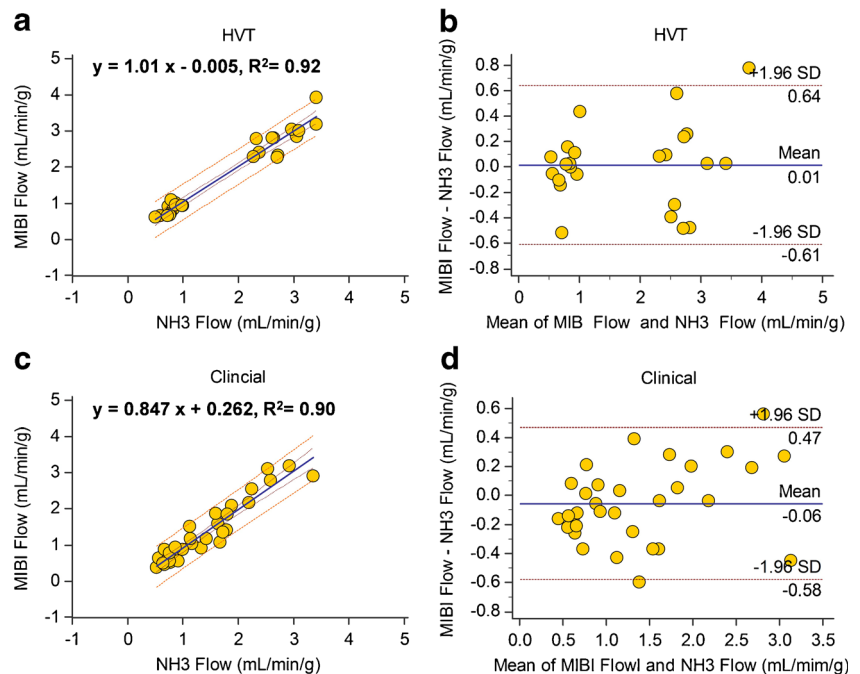 a
HVT
y = 1.01 x - 0.005, R²= 0.92
MIBI Flow (mL/min/g)
5
4
3
2
1
0
-1
-1 0 1 2 3 4 5
NH3 Flow (mL/min/g)
b
HVT
MIBI Flow - NH3 Flow (mL/min/g)
0.8
0.6
0.4
0.2
0.0
-0.2
-0.4
-0.6
-0.8
+1.96 SD
0.64
Mean
0.01
-1.96 SD
-0.61
0 1 2 3 4 5
Mean of MIB Flow and NH3 Flow (mL/min/g)
c
Clincial
y = 0.847 x + 0.262, R²= 0.90
MIBI Flow (mL/min/g)
5
4
3
2
1
0
-1
-1 0 1 2 3 4 5
NH3 Flow (mL/min/g)
d
Clinical
MIBI Flow - NH3 Flow (mL/min/g)
0.6
0.4
0.2
0.0
-0.2
-0.4
-0.6
-0.8
+1.96 SD
0.47
Mean
-0.06
-1.96 SD
-0.58
0.0 0.5 1.0 1.5 2.0 2.5 3.0 3.5
Mean of MIBI FlowI and NH3 Flow (mL/mim/g)